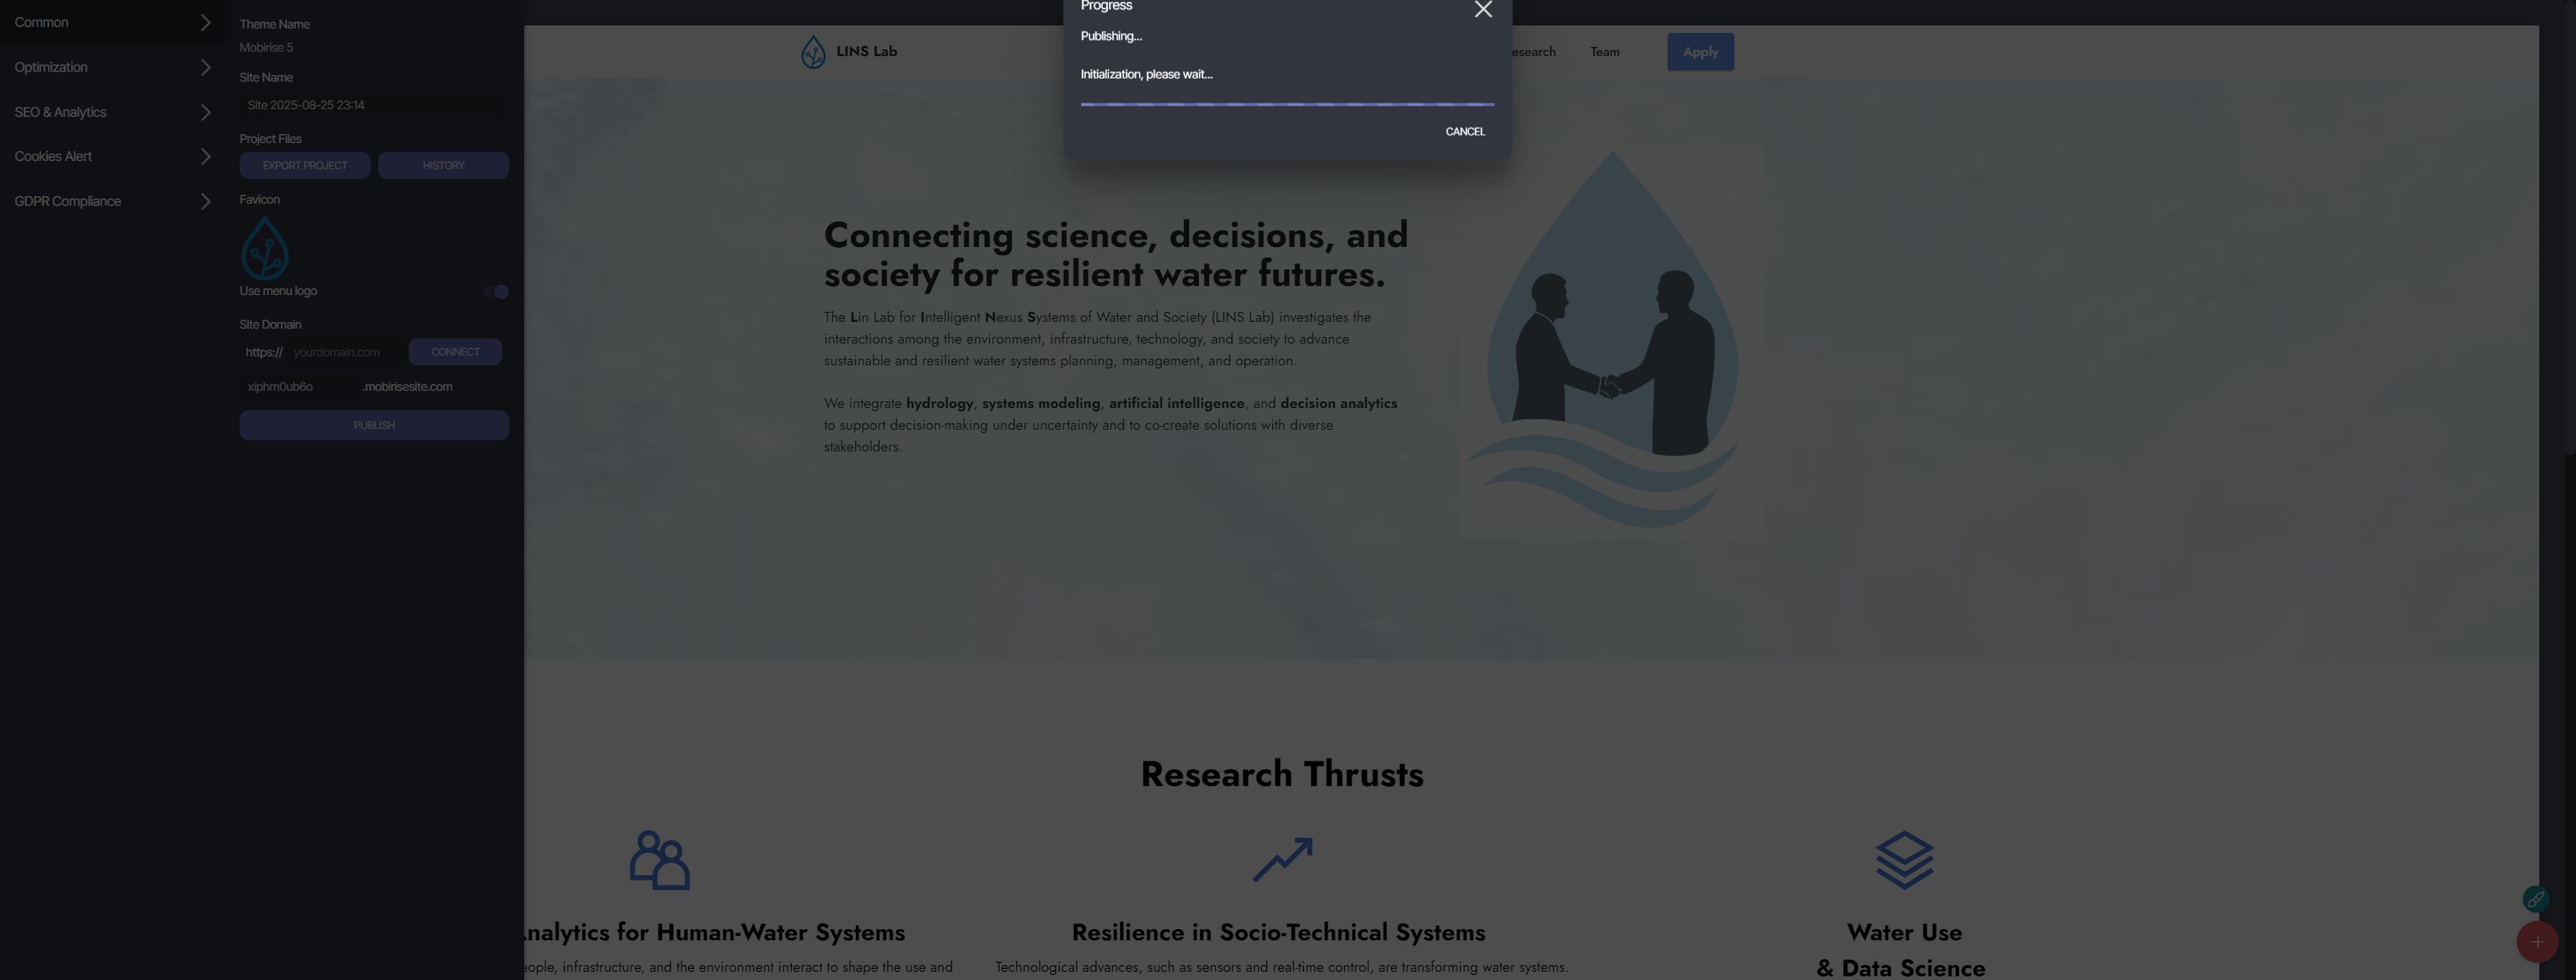 Common
Optimization
SEO & Analytics
Cookies Alert
GDPR Compliance
Theme Name
Mobirise 5
Site Name
Site 2025-08-25 23:14
Project Files
EXPORT PROJECT
HISTORY
Favicon
Use menu logo
Site Domain
https:// yourdomain.com CONNECT
xiphm0ub6o .mobirisesite.com
PUBLISH
Progress
Publishing...
Initialization, please wait...
CANCEL
LINS Lab
esearch Team Apply
Connecting science, decisions, and
society for resilient water futures.
The Lin Lab for Intelligent Nexus Systems of Water and Society (LINS Lab) investigates the
interactions among the environment, infrastructure, technology, and society to advance
sustainable and resilient water systems planning, management, and operation.
We integrate hydrology, systems modeling, artificial intelligence, and decision analytics
to support decision-making under uncertainty and to co-create solutions with diverse
stakeholders.
Research Thrusts
Analytics for Human-Water Systems
eople, infrastructure, and the environment interact to shape the use and
Resilience in Socio-Technical Systems
Technological advances, such as sensors and real-time control, are transforming water systems.
Water Use
& Data Science